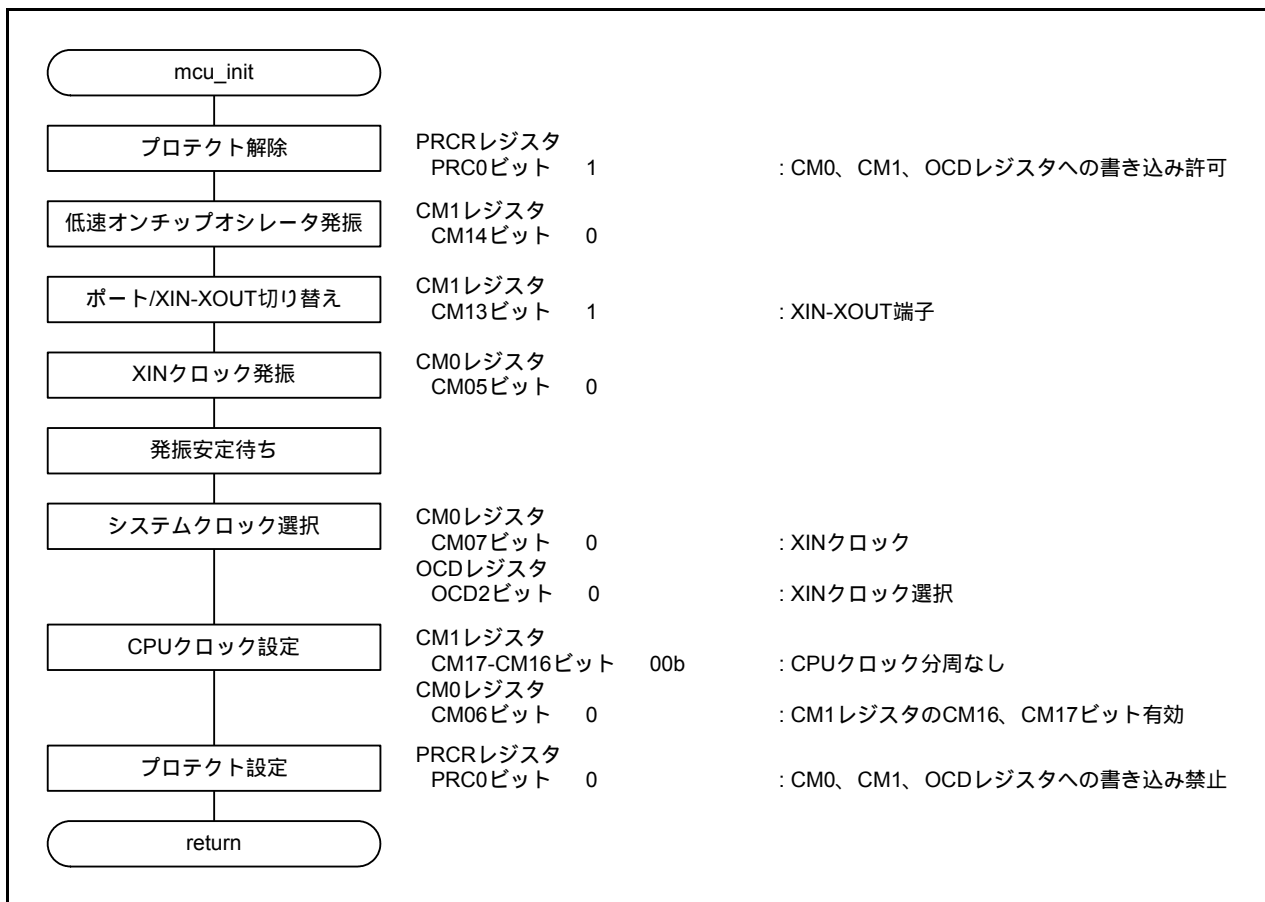 mcu_init
プロテクト解除
PRCRレジスタ
PRC0ビット 1 : CM0、CM1、OCDレジスタへの書き込み許可
低速オンチップオシレータ発振
CM1レジスタ
CM14ビット 0
ポート/XIN-XOUT切り替え
CM1レジスタ
CM13ビット 1 : XIN-XOUT端子
XINクロック発振
CM0レジスタ
CM05ビット 0
発振安定待ち
システムクロック選択
CM0レジスタ
CM07ビット 0 : XINクロック
OCDレジスタ
OCD2ビット 0 : XINクロック選択
CPUクロック設定
CM1レジスタ
CM17-CM16ビット 00b : CPUクロック分周なし
CM0レジスタ
CM06ビット 0 : CM1レジスタのCM16、CM17ビット有効
プロテクト設定
PRCRレジスタ
PRC0ビット 0 : CM0、CM1、OCDレジスタへの書き込み禁止
return